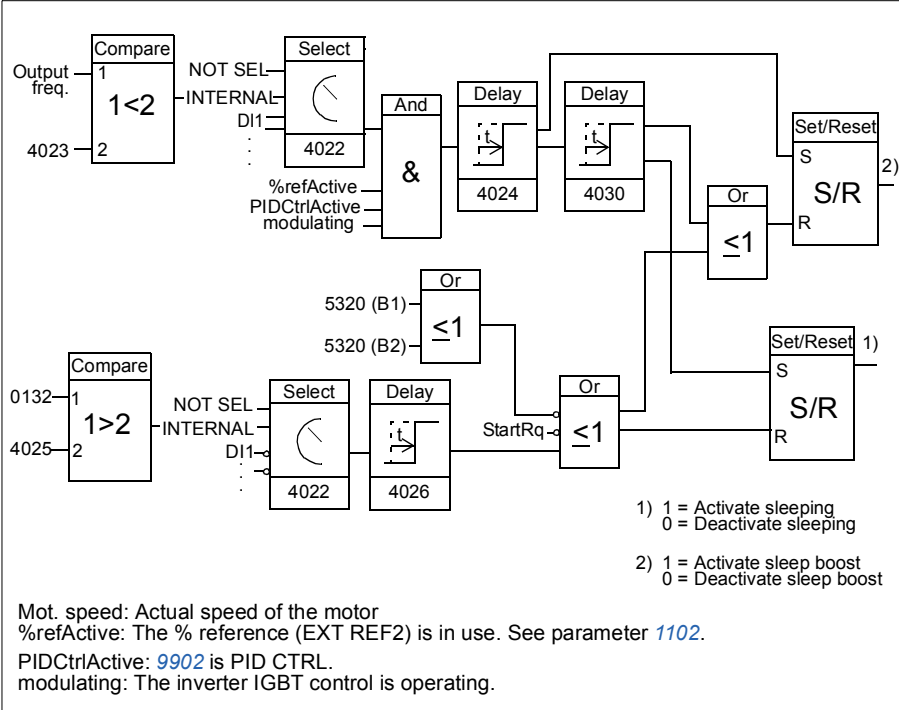 Compare
Output
freq.
1
1<2
4023
2
NOT SEL
INTERNAL
DI1
.
.
.
Select
4022
And
&
%refActive
PIDCtrlActive
modulating
Delay
t
4024
Delay
t
4030
Or
≤1
Set/Reset
S
S/R
R
2)
5320 (B1)
5320 (B2)
Or
≤1
Compare
0132
1
1>2
4025
2
NOT SEL
INTERNAL
DI1
.
.
.
Select
4022
Delay
t
4026
StartRq
Or
≤1
Set/Reset
S
S/R
R
1)
1) 1 = Activate sleeping
0 = Deactivate sleeping
2) 1 = Activate sleep boost
0 = Deactivate sleep boost
Mot. speed: Actual speed of the motor
%refActive: The % reference (EXT REF2) is in use. See parameter 1102.
PIDCtrlActive: 9902 is PID CTRL.
modulating: The inverter IGBT control is operating.